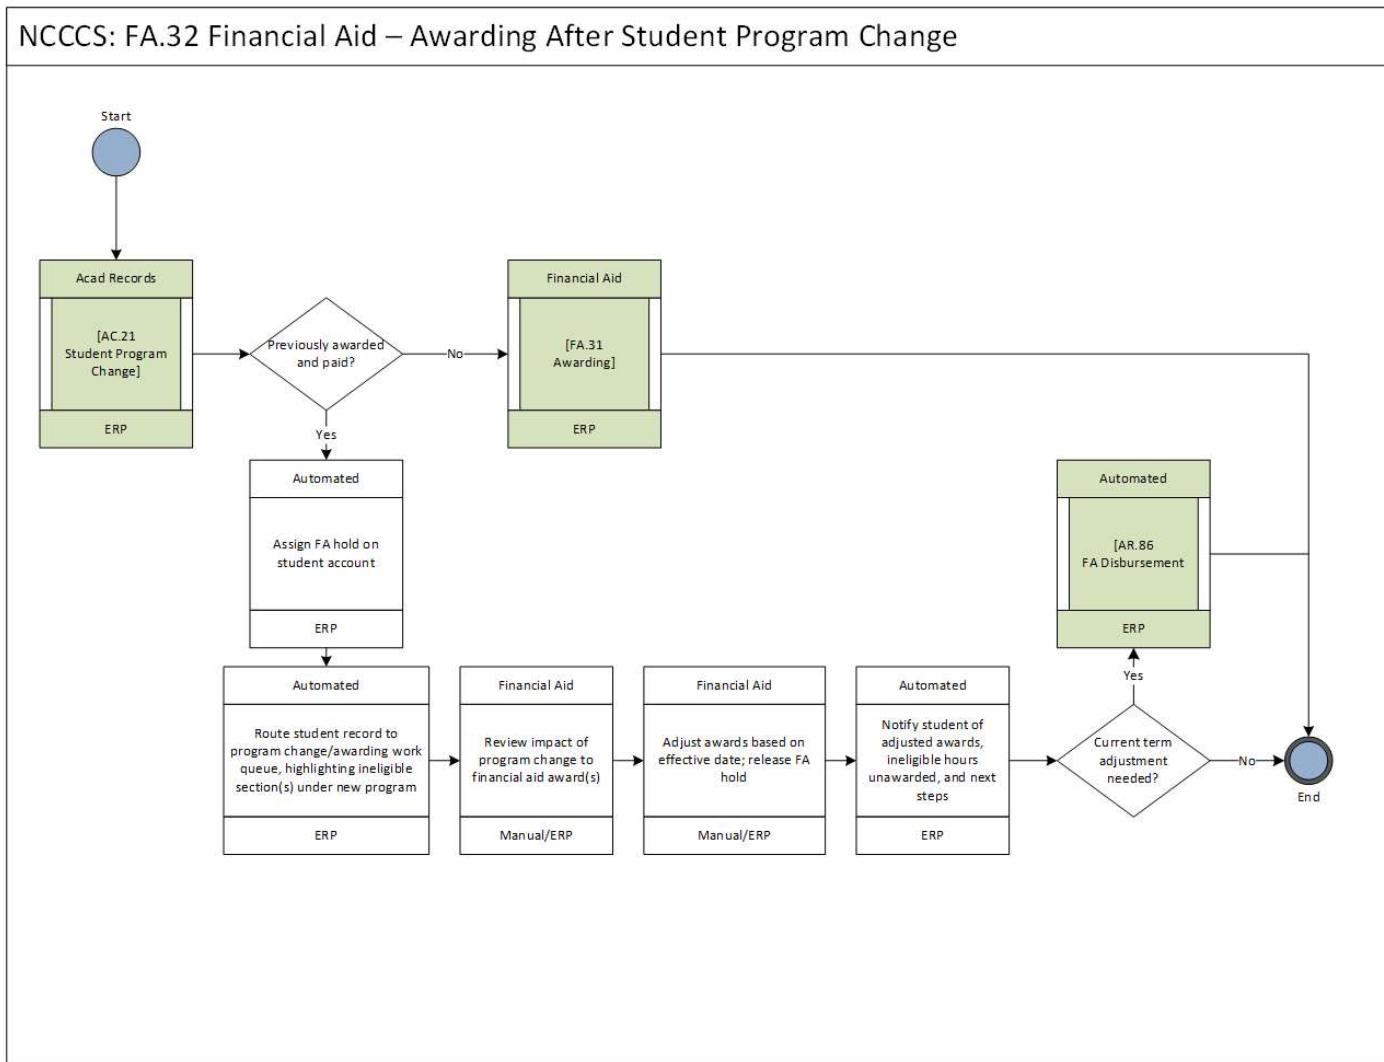 NCCCS: FA.32 Financial Aid – Awarding After Student Program Change
Start
Acad Records
[AC.21
Student Program
Change]
ERP
Previously awarded
and paid?
No
Financial Aid
[FA.31
Awarding]
ERP
Yes
Automated
Assign FA hold on
student account
ERP
Automated
Route student record to
program change/awarding work
queue, highlighting ineligible
section(s) under new program
ERP
Financial Aid
Review impact of
program change to
financial aid award(s)
Manual/ERP
Financial Aid
Adjust awards based on
effective date; release FA
hold
Manual/ERP
Automated
Notify student of
adjusted awards,
ineligible hours
unawarded, and next
steps
ERP
Current term
adjustment
needed?
Yes
Automated
[AR.86
FA Disbursement
ERP
No
End